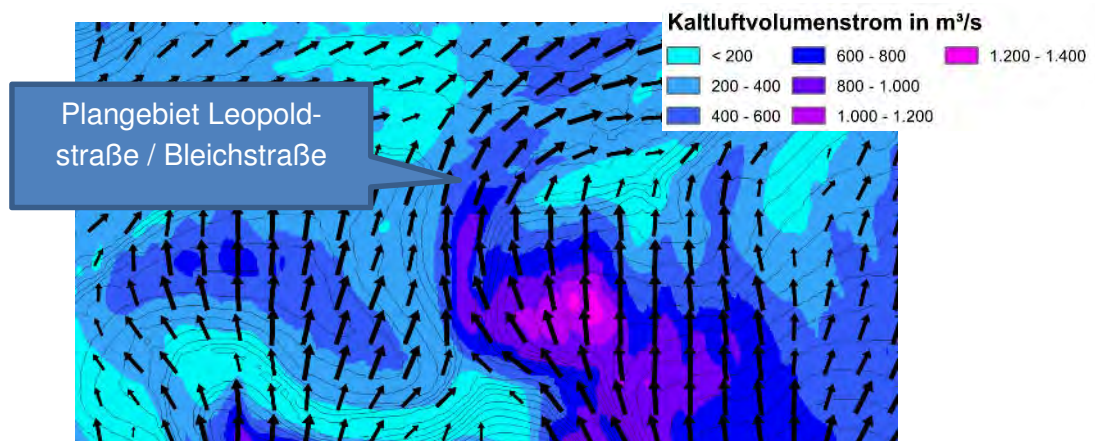 Kaltluftvolumenstrom in m³/s
< 200
600 - 800
1.200 - 1.400
200 - 400
800 - 1.000
400 - 600
1.000 - 1.200
Plangebiet Leopold-
straße / Bleichstraße